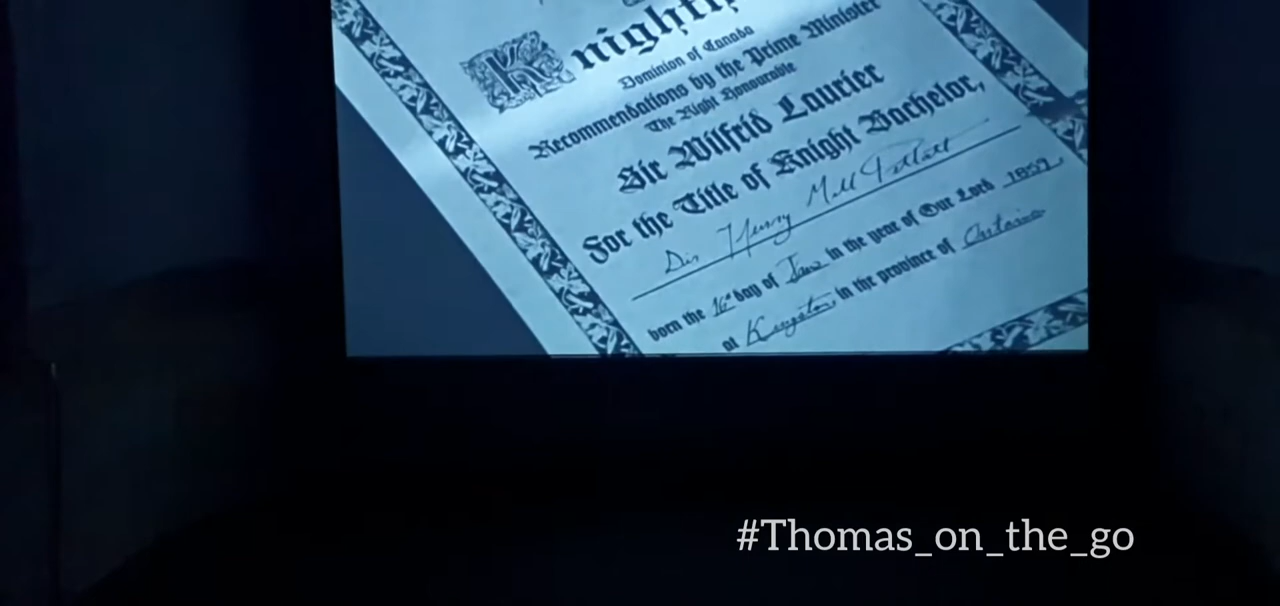 Knighth
Dominion of Canada
Recommendations by the Prime Minister
The Right Honourable
Sir Wilfrid Laurier
For the Title of Knight Bachelor,
Sir Henry Mill Pellatt
born the 16th day of Jan in the year of Our Lord 1859,
at Kingston, in the province of Ontario
#Thomas_on_the_go